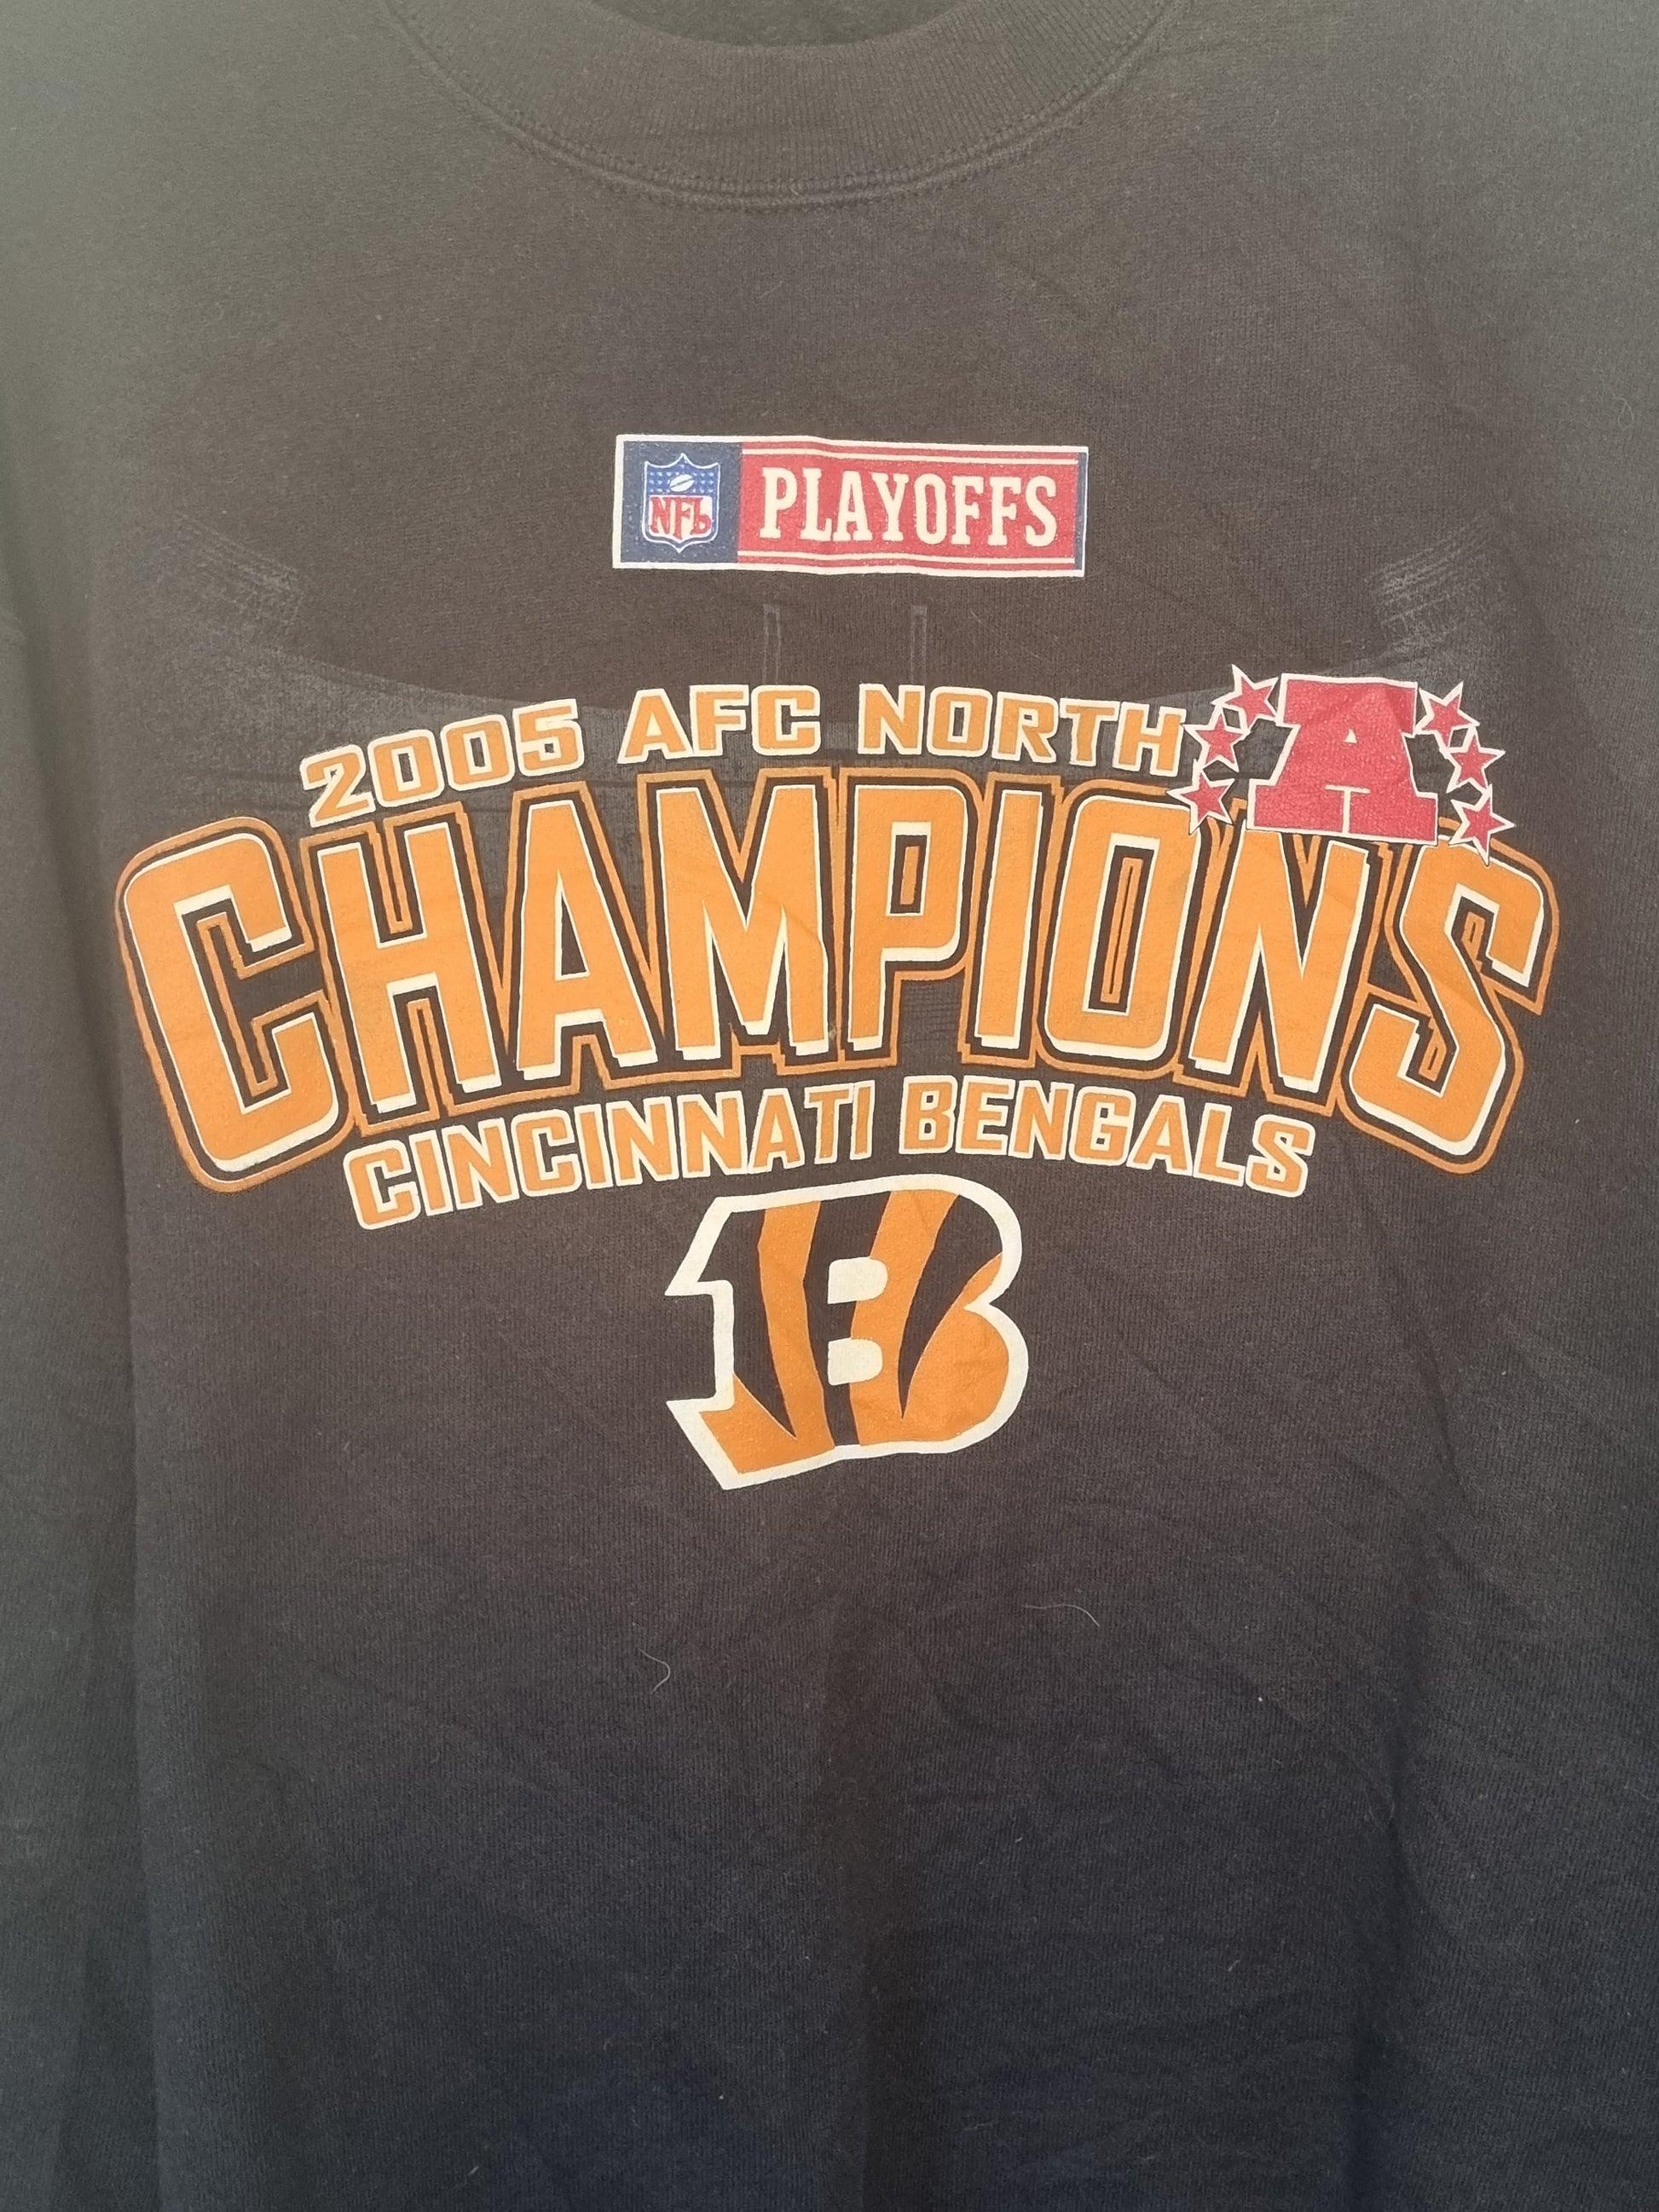 NFL PLAYOFFS
2005 AFC NORTH
A
CHAMPIONS
CINCINNATI BENGALS
B